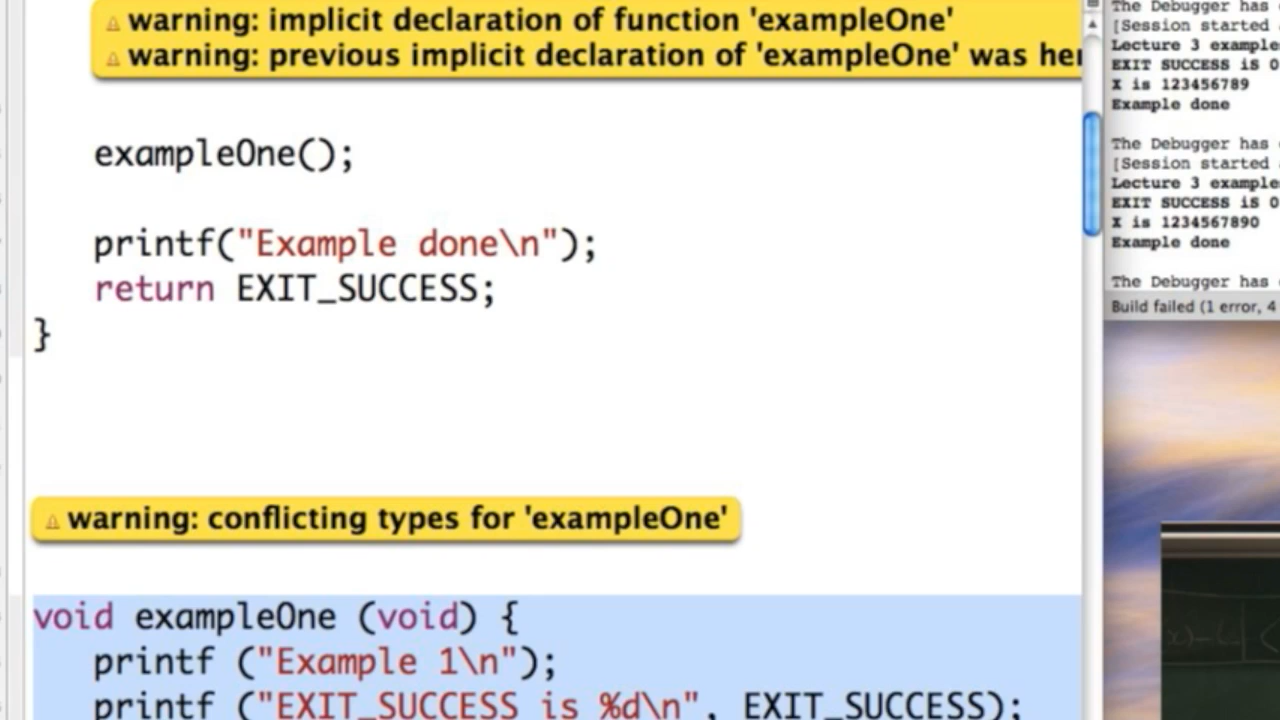 warning: implicit declaration of function 'exampleOne'
warning: previous implicit declaration of 'exampleOne' was
exampleOne();
printf("Example done\n");
return EXIT_SUCCESS;
}
warning: conflicting types for 'exampleOne'
void exampleOne (void) {
printf ("Example 1\n");
printf ("EXIT_SUCCESS is %d\n", EXIT_SUCCESS);
The Debugger has
[Session started
Lecture 3 example
EXIT SUCCESS is 0
X is 123456789
Example done
The Debugger has
[Session started
Lecture 3 example
EXIT SUCCESS is 0
X is 1234567890
Example done
The Debugger has
Build failed (1 error, 4